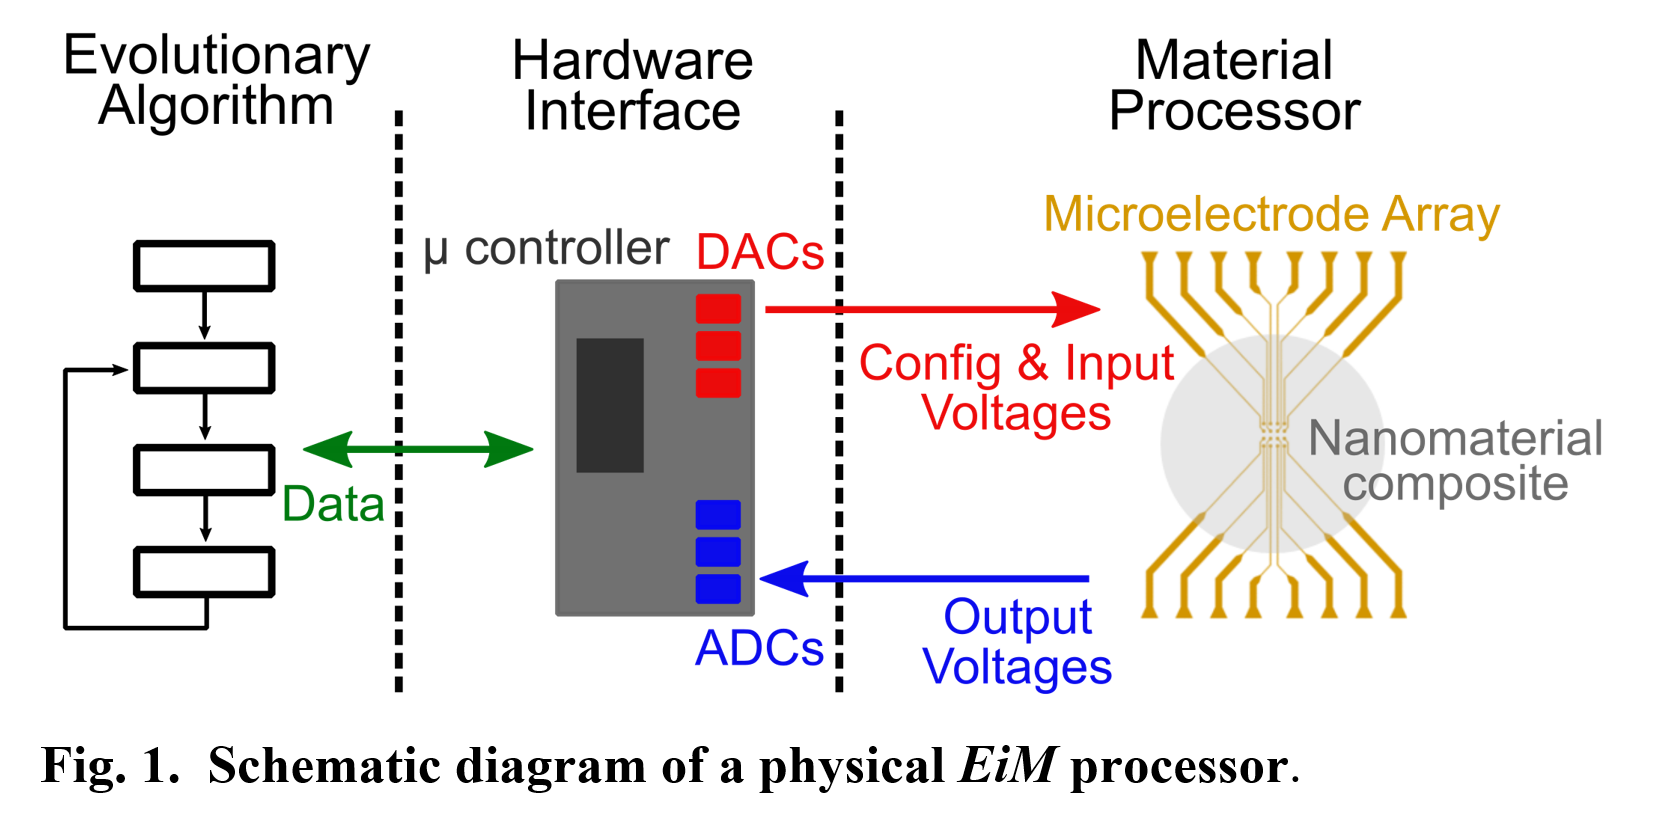 Evolutionary
Algorithm
Hardware
Interface
Material
Processor
Microelectrode Array
μ controller
DACs
Config & Input
Voltages
Nanomaterial
composite
Data
Output
Voltages
ADCs
Fig. 1. Schematic diagram of a physical EiM processor.